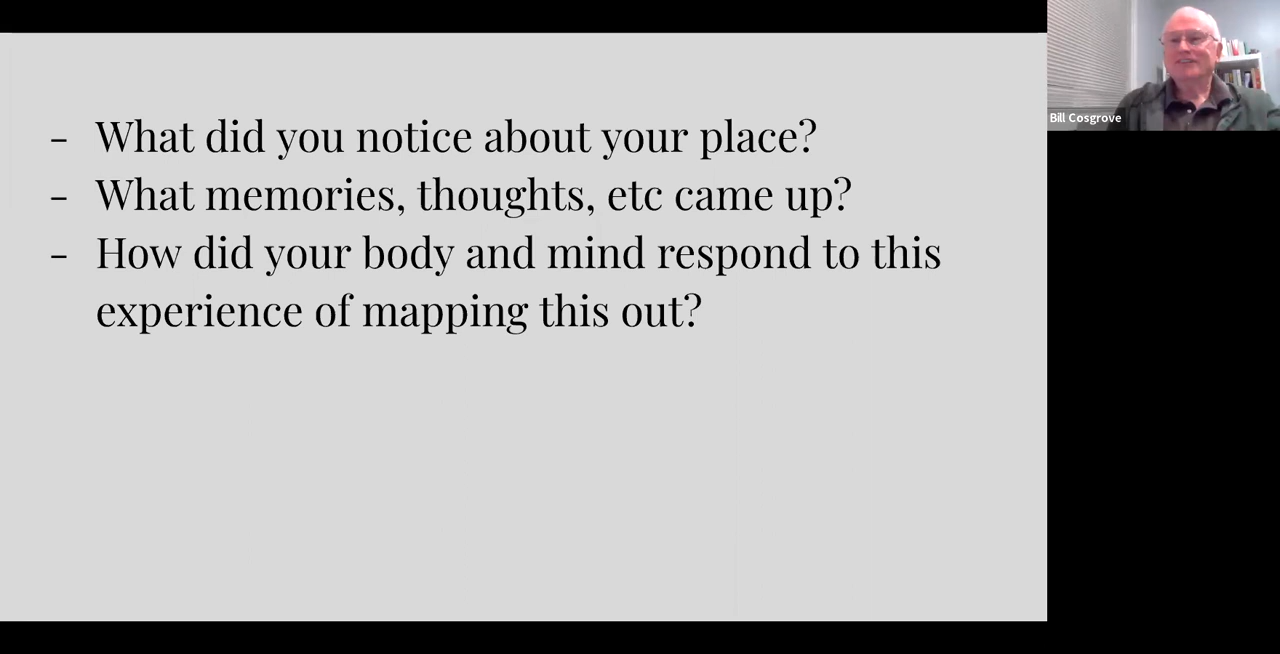 - What did you notice about your place?
- What memories, thoughts, etc came up?
- How did your body and mind respond to this
experience of mapping this out?
Bill Cosgrove